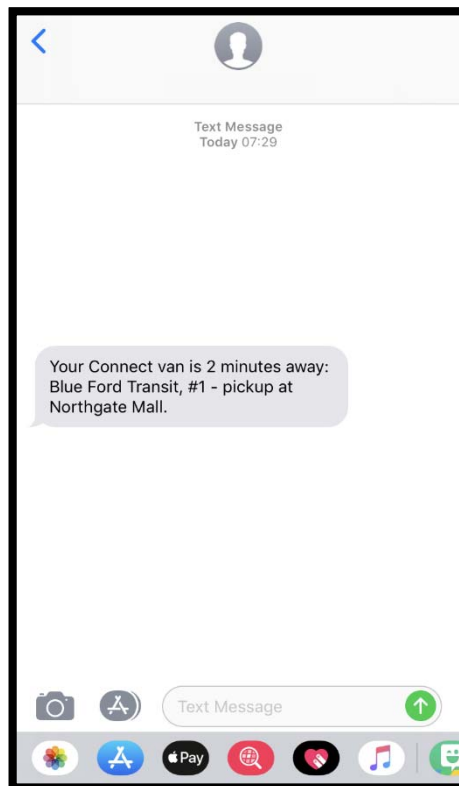 Text Message
Today 07:29
Your Connect van is 2 minutes away:
Blue Ford Transit, #1 - pickup at
Northgate Mall.
Text Message
Pay